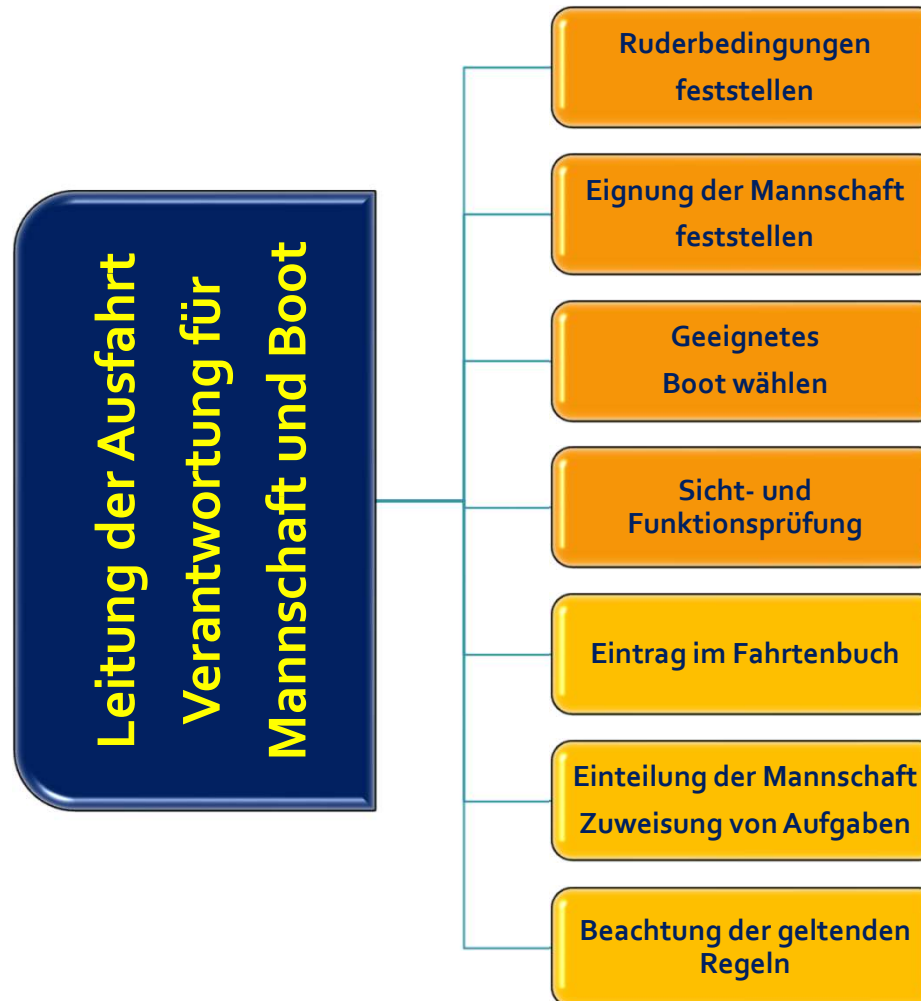 Leitung der Ausfahrt
Verantwortung für
Mannschaft und Boot
Ruderbedingungen
feststellen
Eignung der Mannschaft
feststellen
Geeignetes
Boot wählen
Sicht- und
Funktionsprüfung
Eintrag im Fahrtenbuch
Einteilung der Mannschaft
Zuweisung von Aufgaben
Beachtung der geltenden
Regeln